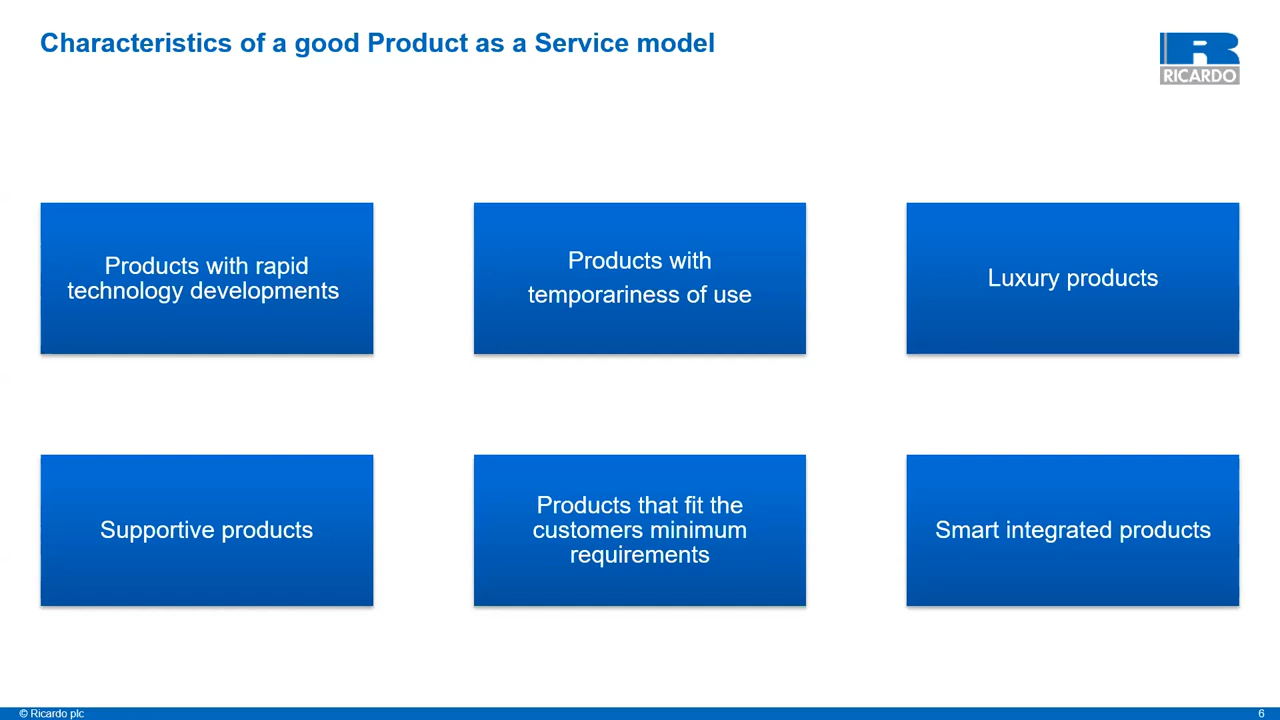 Characteristics of a good Product as a Service model
RICARDO
Products with rapid
technology developments
Products with
temporariness of use
Luxury products
Supportive products
Products that fit the
customers minimum
requirements
Smart integrated products
© Ricardo plc
6